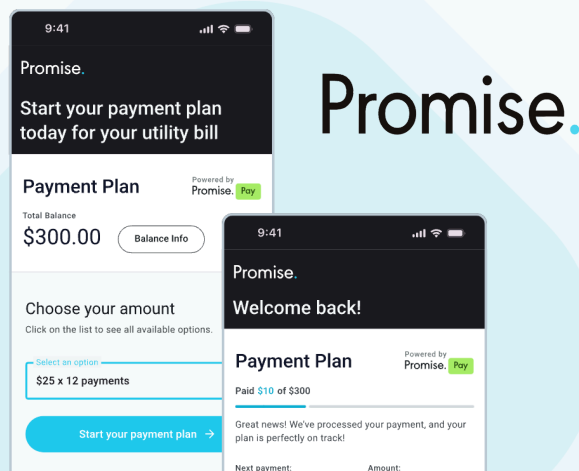 9:41
Promise.
Start your payment plan
today for your utility bill
Payment Plan
Powered by
Promise. Pay
Total Balance
$300.00
Balance Info
Choose your amount
Click on the list to see all available options.
Select an option
$25 x 12 payments
Start your payment plan →
Promise.
9:41
Promise.
Welcome back!
Payment Plan
Powered by
Promise. Pay
Paid $10 of $300
Great news! We've processed your payment, and your
plan is perfectly on track!
Next payment:
Amount: